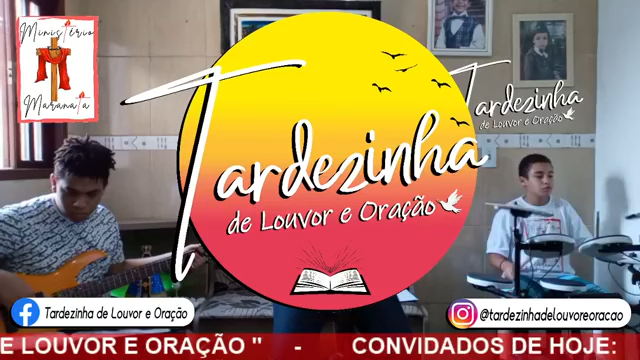 Ministério
Maranata
Tardezinha
de Louvor e Oração
Tardezinha
de Louvor e Oração
Tardezinha de Louvor e Oração
@tardezinhadelouvoreoracao
E LOUVOR E ORAÇÃO " - CONVIDADOS DE HOJE: